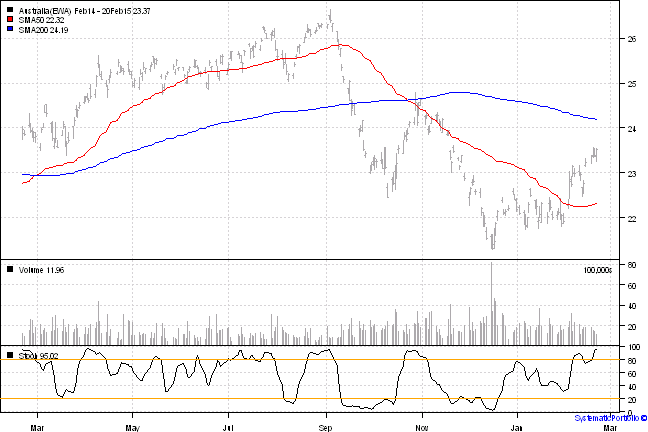 Australia(EWA) Feb14 - 20Feb15 23.37
SMA50 22.32
SMA200 24.19
26
25
24
23
22
Volume 11.96
100,000s
80
60
40
20
Stoch 95.02
100
80
60
40
20
0
Mar May Jul Sep Nov Jan Mar
SystematicPortfolio ©